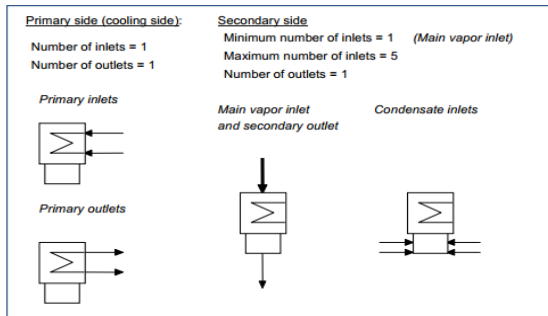 Primary side (cooling side):
Number of inlets = 1
Number of outlets = 1
Secondary side
Minimum number of inlets = 1 (Main vapor inlet)
Maximum number of inlets = 5
Number of outlets = 1
Primary inlets
Main vapor inlet
and secondary outlet
Condensate inlets
Primary outlets